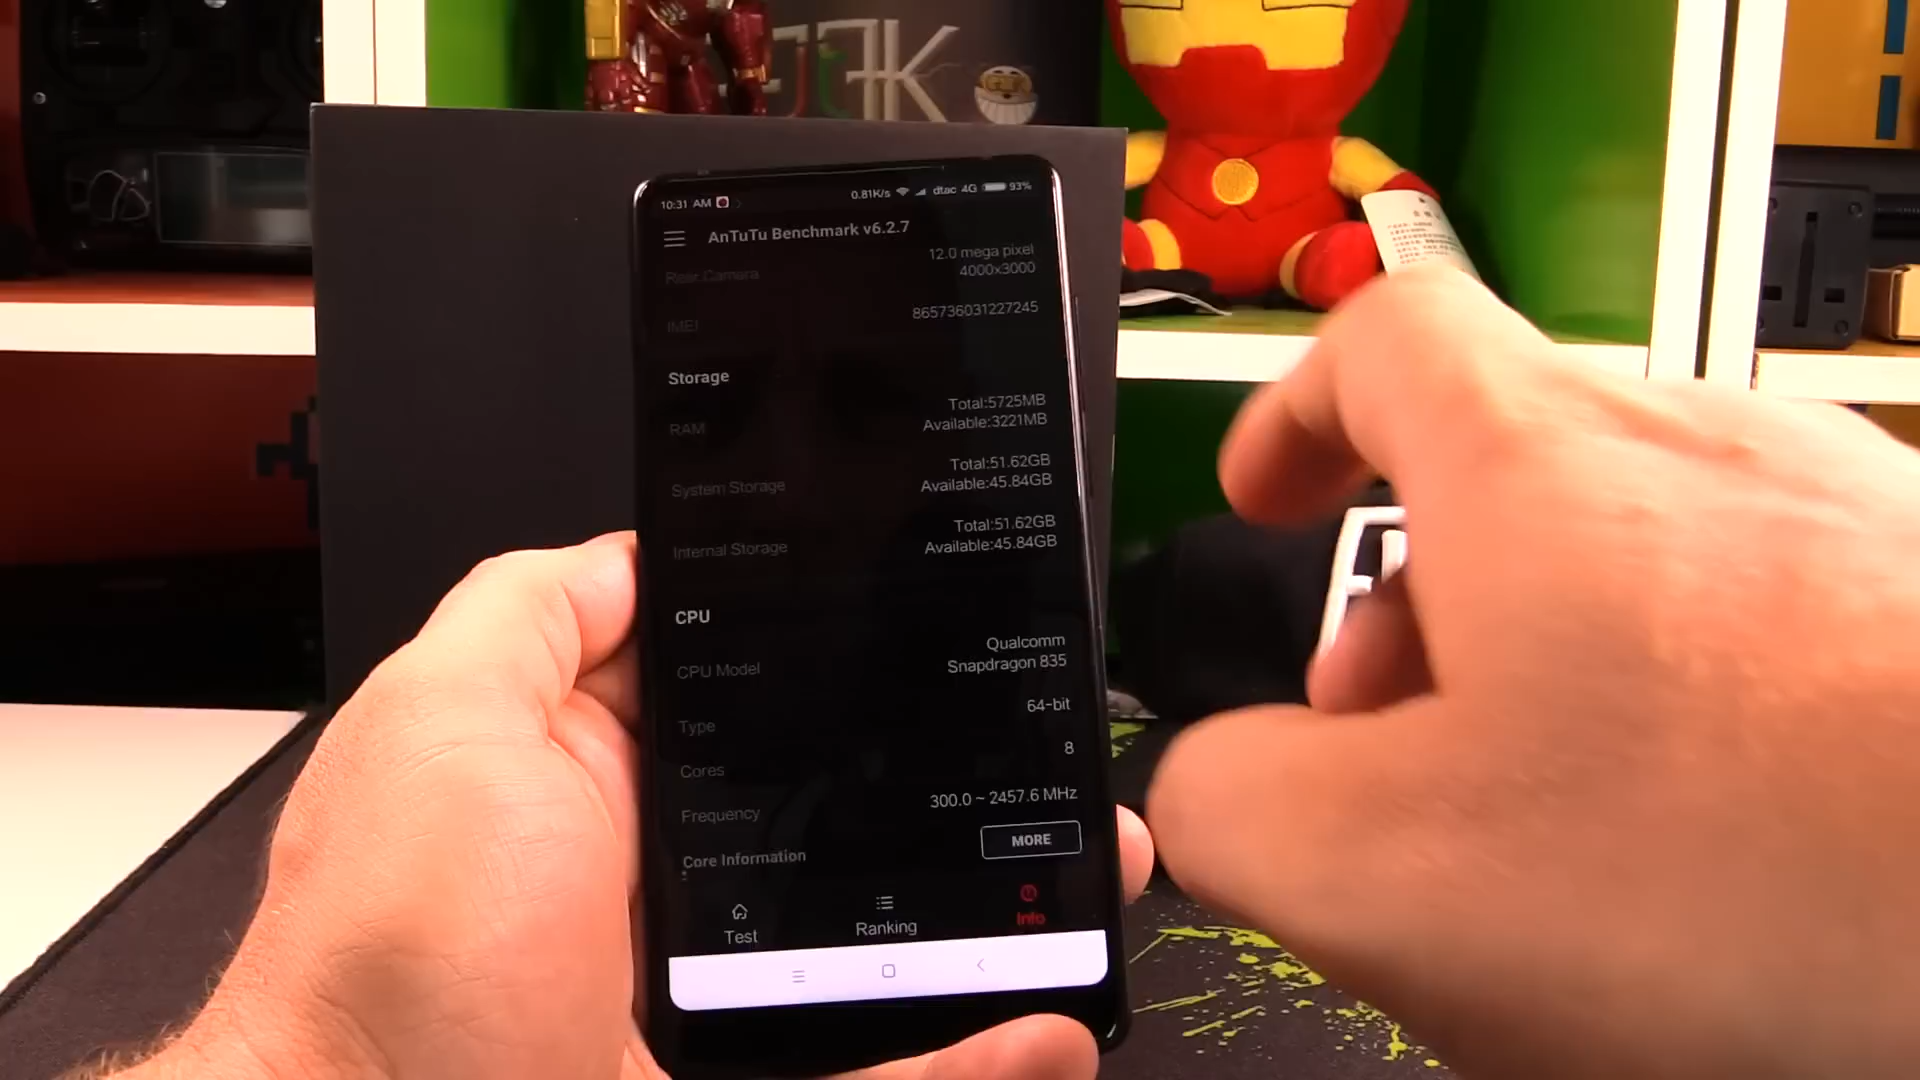 JtFK
10:31 AM
0.81K/s dtac 4G 93%
AnTuTu Benchmark v6.2.7
Rear Camera
12.0 mega pixel
4000x3000
IMEI
865736031227245
Storage
RAM
Total:5725MB
Available:3221MB
System Storage
Total:51.62GB
Available:45.84GB
Internal Storage
Total:51.62GB
Available:45.84GB
CPU
CPU Model
Qualcomm
Snapdragon 835
Type
64-bit
Cores
8
Frequency
300.0 ~ 2457.6 MHz
Core Information
:
MORE
Test
Ranking
Info